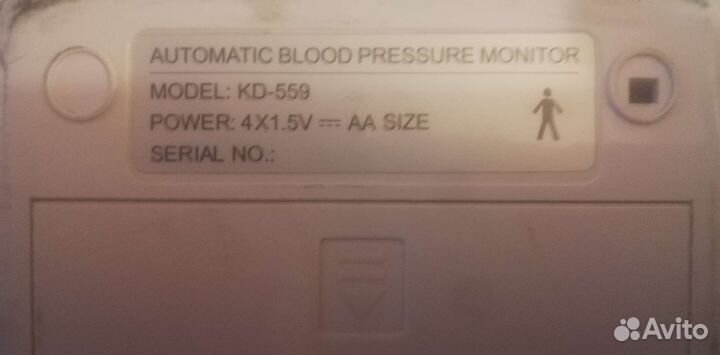 AUTOMATIC BLOOD PRESSURE MONITOR
MODEL: KD-559
POWER: 4X1.5V ⎓ AA SIZE
SERIAL NO.:
Avito